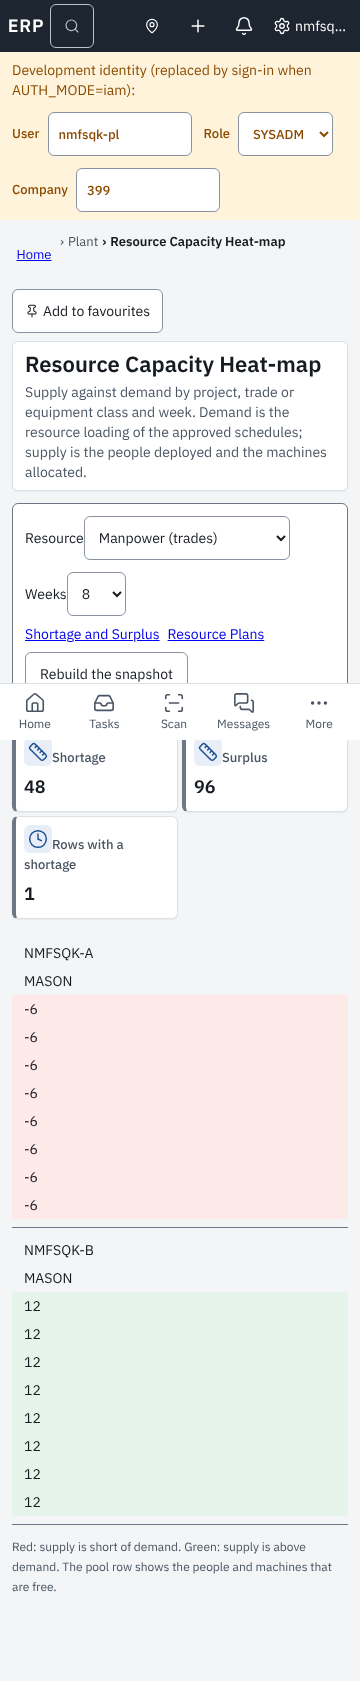 ERP
nmfsq...
Development identity (replaced by sign-in when
AUTH_MODE=iam):
User nmfsqk-pl Role SYSADM
Company 399
Home › Plant › Resource Capacity Heat-map
Add to favourites
Resource Capacity Heat-map
Supply against demand by project, trade or
equipment class and week. Demand is the
resource loading of the approved schedules;
supply is the people deployed and the machines
allocated.
Resource Manpower (trades)
Weeks 8
Shortage and Surplus Resource Plans
Rebuild the snapshot
Home Tasks Scan Messages More
Shortage
48
Surplus
96
Rows with a
shortage
1
NMFSQK-A
MASON
-6
-6
-6
-6
-6
-6
-6
-6
NMFSQK-B
MASON
12
12
12
12
12
12
12
12
Red: supply is short of demand. Green: supply is above
demand. The pool row shows the people and machines that
are free.